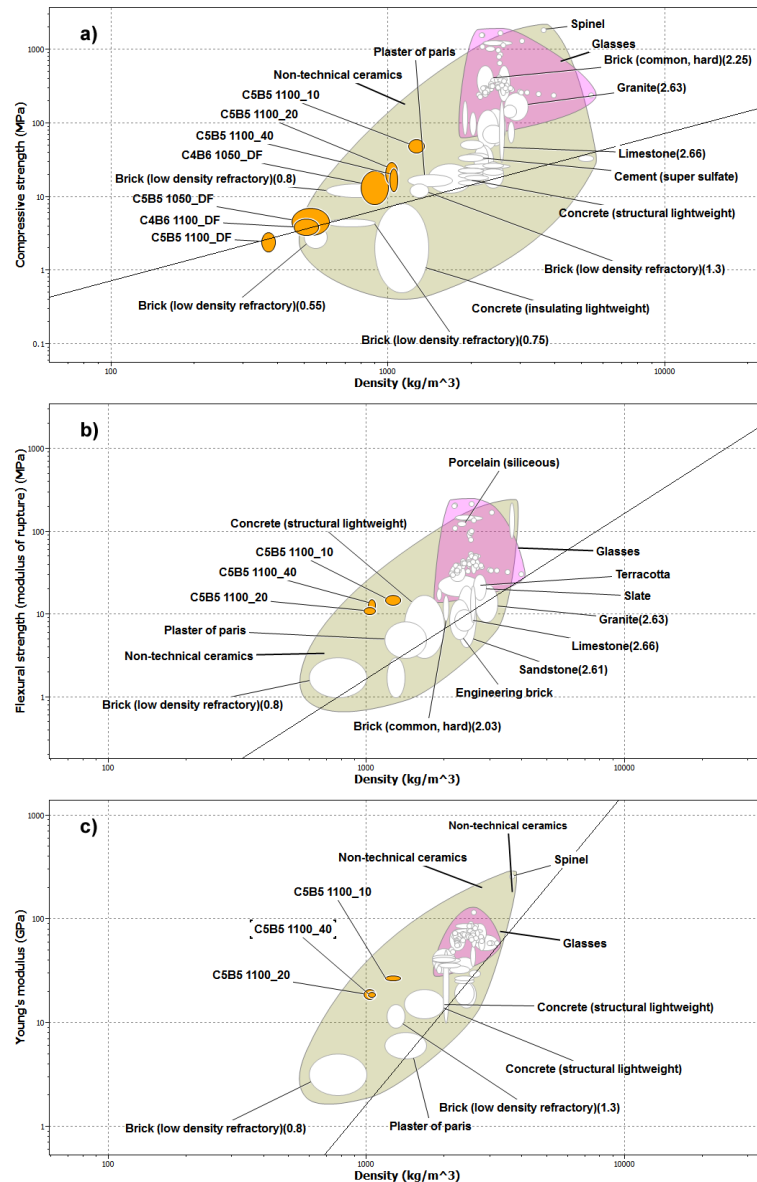 a)
Compressive strength (MPa)
1000
100
10
1
0.1
Spinel
Glasses
Plaster of paris
Brick (common, hard)(2.25)
Non-technical ceramics
Granite(2.63)
C5B5 1100_10
C5B5 1100_20
C5B5 1100_40
C4B6 1050_DF
Limestone(2.66)
Brick (low density refractory)(0.8)
Cement (super sulfate)
C5B5 1050_DF
C4B6 1100_DF
Concrete (structural lightweight)
C5B5 1100_DF
Brick (low density refractory)(1.3)
Brick (low density refractory)(0.55)
Concrete (insulating lightweight)
Brick (low density refractory)(0.75)
100
1000
10000
Density (kg/m^3)
b)
Flexural strength (modulus of rupture) (MPa)
1000
100
10
1
Porcelain (siliceous)
Concrete (structural lightweight)
C5B5 1100_10
Glasses
C5B5 1100_40
Terracotta
C5B5 1100_20
Slate
Granite(2.63)
Plaster of paris
Limestone(2.66)
Non-technical ceramics
Sandstone(2.61)
Engineering brick
Brick (low density refractory)(0.8)
Brick (common, hard)(2.03)
100
1000
10000
Density (kg/m^3)
c)
Young's modulus (GPa)
1000
100
10
1
Non-technical ceramics
Non-technical ceramics
Spinel
C5B5 1100_10
C5B5 1100_40
Glasses
C5B5 1100_20
Concrete (structural lightweight)
Concrete (structural lightweight)
Brick (low density refractory)(1.3)
Brick (low density refractory)(0.8)
Plaster of paris
100
1000
10000
Density (kg/m^3)